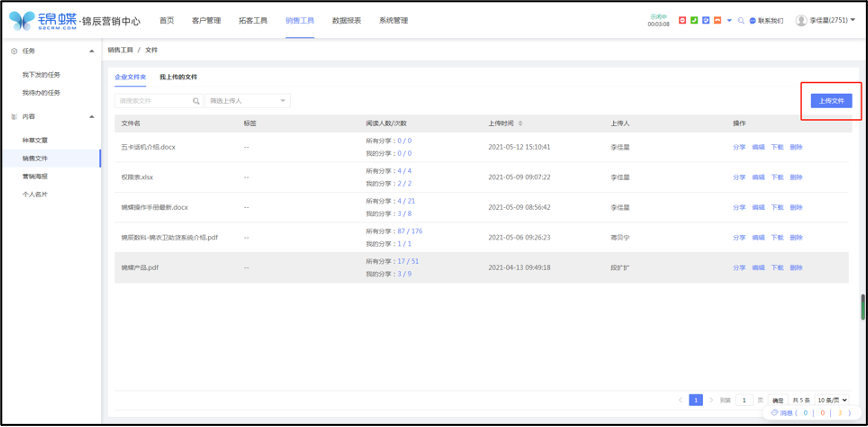 锦蝶 SZCRM.COM ·锦辰营销中心 首页 客户管理 拓客工具 销售工具 数据报表 系统管理 示闲中 00:03:08 联系我们 李佳星(2751)
任务
我下发的任务
我待办的任务
内容
种草文章
销售文件
营销海报
个人名片
销售工具 / 文件
企业文件夹 我上传的文件
请搜索文件 筛选上传人 上传文件
文件名 标签 阅读人数/次数 上传时间 上传人 操作
五卡话机介绍.docx -- 所有分享：0 / 0 2021-05-12 15:10:41 李佳星 分享 编辑 下载 删除
我的分享：0 / 0
权限表.xlsx -- 所有分享：4 / 4 2021-05-09 09:07:22 李佳星 分享 编辑 下载 删除
我的分享：2 / 2
锦蝶操作手册最新.docx -- 所有分享：4 / 21 2021-05-09 08:56:42 李佳星 分享 编辑 下载 删除
我的分享：3 / 8
锦辰数科-锦衣卫助贷系统介绍.pdf -- 所有分享：87 / 176 2021-05-06 09:26:23 蒋贝宁 分享 编辑 下载 删除
我的分享：1 / 1
锦蝶产品.pdf -- 所有分享：17 / 51 2021-04-13 09:49:18 段扩扩 分享 编辑 下载 删除
我的分享：3 / 9
1 到第 1 页 确定 共 5 条 10 条/页
消息 ( 0 | 0 | 3 )